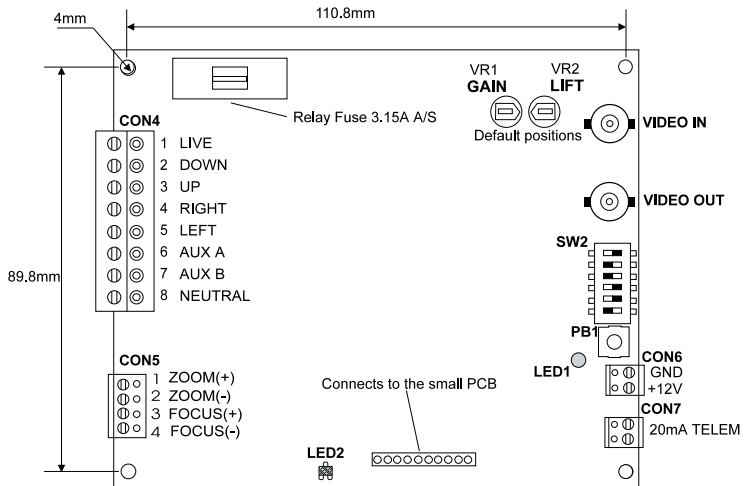 110.8mm
4mm
VR1 VR2
GAIN LIFT
Relay Fuse 3.15A A/S
Default positions
VIDEO IN
CON4
1 LIVE
2 DOWN
3 UP
4 RIGHT
5 LEFT
6 AUX A
7 AUX B
8 NEUTRAL
VIDEO OUT
SW2
89.8mm
PB1
CON5
1 ZOOM(+)
2 ZOOM(-)
3 FOCUS(+)
4 FOCUS(-)
LED1
CON6
GND
+12V
Connects to the small PCB
CON7
20mA TELEM
LED2